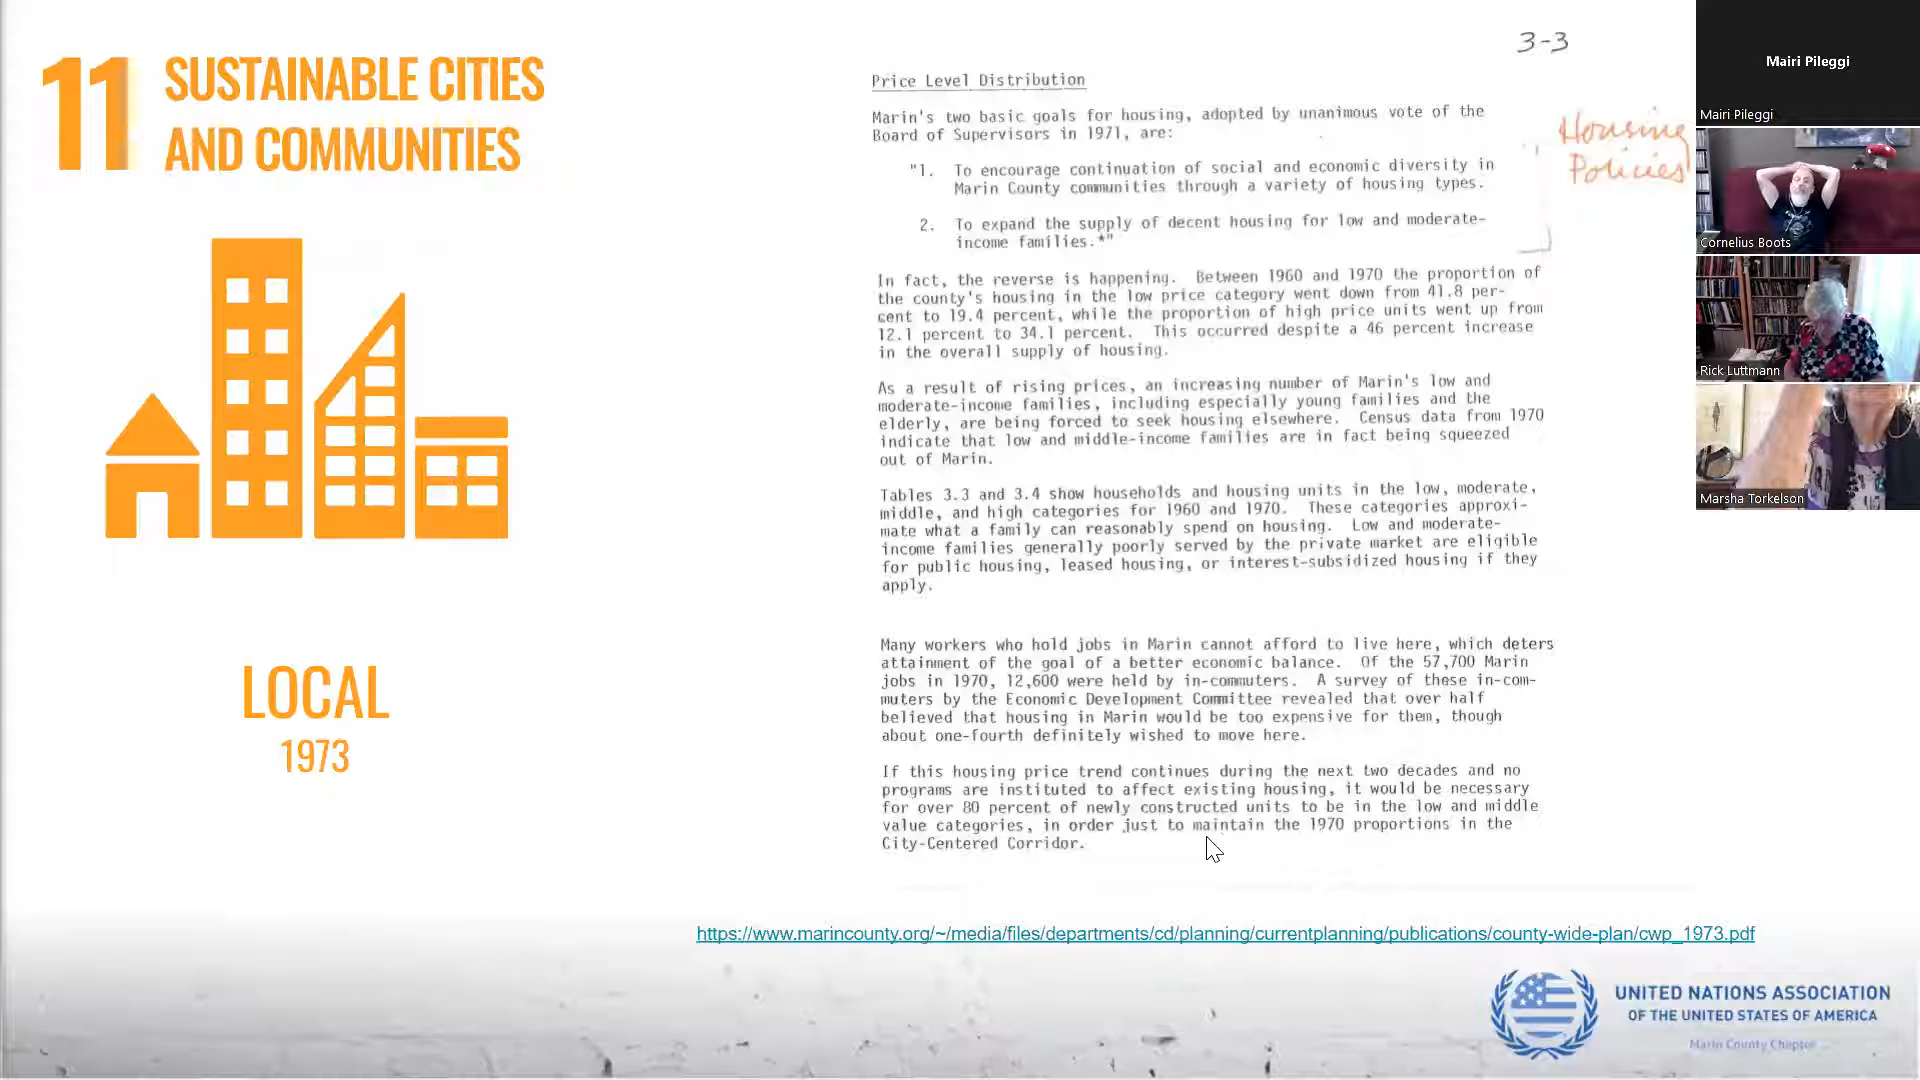 11 SUSTAINABLE CITIES
AND COMMUNITIES
LOCAL
1973
3-3
Price Level Distribution
Marin's two basic goals for housing, adopted by unanimous vote of the
Board of Supervisors in 1971, are:
"1. To encourage continuation of social and economic diversity in
Marin County communities through a variety of housing types.
2. To expand the supply of decent housing for low and moderate-
income families.*"
Housing
Policies
In fact, the reverse is happening. Between 1960 and 1970 the proportion of
the county's housing in the low price category went down from 41.8 per-
cent to 19.4 percent, while the proportion of high price units went up from
12.1 percent to 34.1 percent. This occurred despite a 46 percent increase
in the overall supply of housing.
As a result of rising prices, an increasing number of Marin's low and
moderate-income families, including especially young families and the
elderly, are being forced to seek housing elsewhere. Census data from 1970
indicate that low and middle-income families are in fact being squeezed
out of Marin.
Tables 3.3 and 3.4 show households and housing units in the low, moderate,
middle, and high categories for 1960 and 1970. These categories approxi-
mate what a family can reasonably spend on housing. Low and moderate-
income families generally poorly served by the private market are eligible
for public housing, leased housing, or interest-subsidized housing if they
apply.
Many workers who hold jobs in Marin cannot afford to live here, which deters
attainment of the goal of a better economic balance. Of the 57,700 Marin
jobs in 1970, 12,600 were held by in-commuters. A survey of these in-com-
muters by the Economic Development Committee revealed that over half
believed that housing in Marin would be too expensive for them, though
about one-fourth definitely wished to move here.
If this housing price trend continues during the next two decades and no
programs are instituted to affect existing housing, it would be necessary
for over 80 percent of newly constructed units to be in the low and middle
value categories, in order just to maintain the 1970 proportions in the
City-Centered Corridor.
https://www.marincounty.org/~/media/files/departments/cd/planning/currentplanning/publications/county-wide-plan/cwp_1973.pdf
UNITED NATIONS ASSOCIATION
OF THE UNITED STATES OF AMERICA
Marin County Chapter
Mairi Pileggi
Mairi Pileggi
Cornelius Boots
Rick Luttmann
Marsha Torkelson